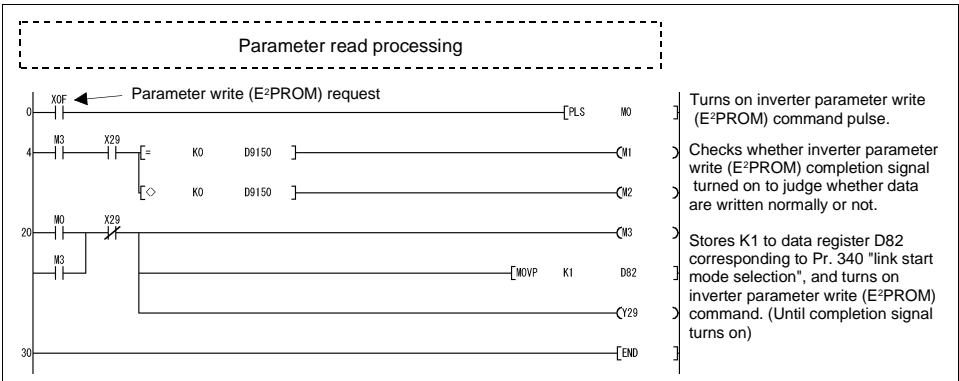 Parameter read processing
X0F
Parameter write (E²PROM) request
0
[PLS M0 ]
Turns on inverter parameter write
(E²PROM) command pulse.
M3 X29
4
[= K0 D9150 ]
(M1 )
Checks whether inverter parameter
write (E²PROM) completion signal
turned on to judge whether data
are written normally or not.
[<> K0 D9150 ]
(M2 )
M0 X29
20
(M3 )
M3
[MOVP K1 D82 ]
(Y29 )
Stores K1 to data register D82
corresponding to Pr. 340 "link start
mode selection", and turns on
inverter parameter write (E²PROM)
command. (Until completion signal
turns on)
30
[END ]